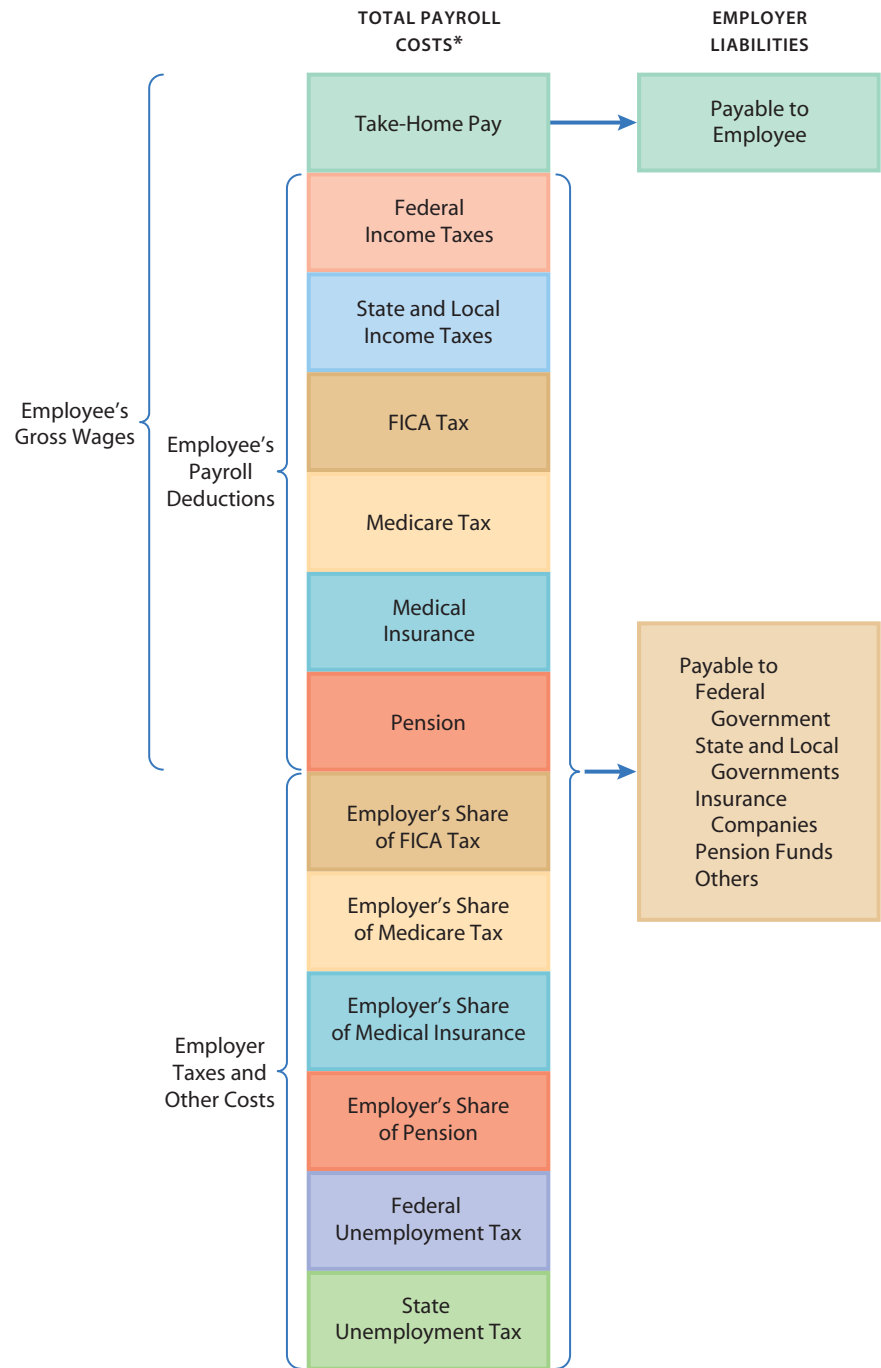 TOTAL PAYROLL
COSTS*
EMPLOYER
LIABILITIES
Take-Home Pay
Payable to
Employee
Federal
Income Taxes
State and Local
Income Taxes
FICA Tax
Employee’s
Gross Wages
Employee’s
Payroll
Deductions
Medicare Tax
Medical
Insurance
Pension
Payable to
Federal
Government
State and Local
Governments
Insurance
Companies
Pension Funds
Others
Employer’s Share
of FICA Tax
Employer’s Share
of Medicare Tax
Employer’s Share
of Medical Insurance
Employer
Taxes and
Other Costs
Employer’s Share
of Pension
Federal
Unemployment Tax
State
Unemployment Tax